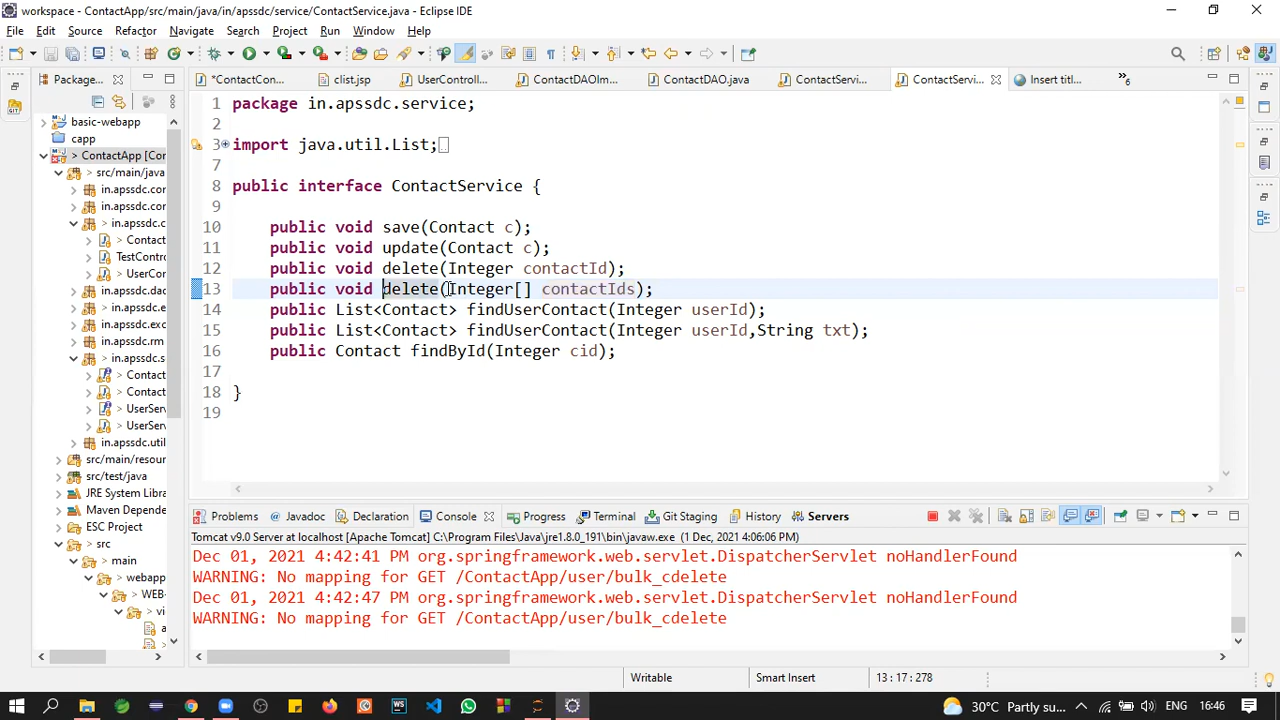 workspace - ContactApp/src/main/java/in/apssdc/service/ContactService.java - Eclipse IDE
File Edit Source Refactor Navigate Search Project Run Window Help
Package...
*ContactCon...
clist.jsp
UserControll...
ContactDAOIm...
ContactDAO.java
ContactServi...
ContactServi...
Insert titl...
»6
basic-webapp
capp
> ContactApp [Cor
src/main/java
in.apssdc.cor
in.apssdc.cor
> in.apssdc.c
> Contact
TestContro
> UserCo
in.apssdc.dac
> in.apssdc.exc
> in.apssdc.rm
> in.apssdc.s
> Contact
> Contact
> UserSer
> UserSer
in.apssdc.util
src/main/resour
src/test/java
JRE System Libra
Maven Depende
ESC Project
src
main
webapp
WEB-
vi
a
1 package in.apssdc.service;
2
3 import java.util.List;
7
8 public interface ContactService {
9
10 public void save(Contact c);
11 public void update(Contact c);
12 public void delete(Integer contactId);
13 public void delete(Integer[] contactIds);
14 public List<Contact> findUserContact(Integer userId);
15 public List<Contact> findUserContact(Integer userId,String txt);
16 public Contact findById(Integer cid);
17
18 }
19
Problems Javadoc Declaration Console Progress Terminal Git Staging History Servers
Tomcat v9.0 Server at localhost [Apache Tomcat] C:\Program Files\Java\jre1.8.0_191\bin\javaw.exe (1 Dec, 2021, 4:06:06 PM)
Dec 01, 2021 4:42:41 PM org.springframework.web.servlet.DispatcherServlet noHandlerFound
WARNING: No mapping for GET /ContactApp/user/bulk_cdelete
Dec 01, 2021 4:42:47 PM org.springframework.web.servlet.DispatcherServlet noHandlerFound
WARNING: No mapping for GET /ContactApp/user/bulk_cdelete
Writable
Smart Insert
13 : 17 : 278
30°C Partly su...
ENG
16:46